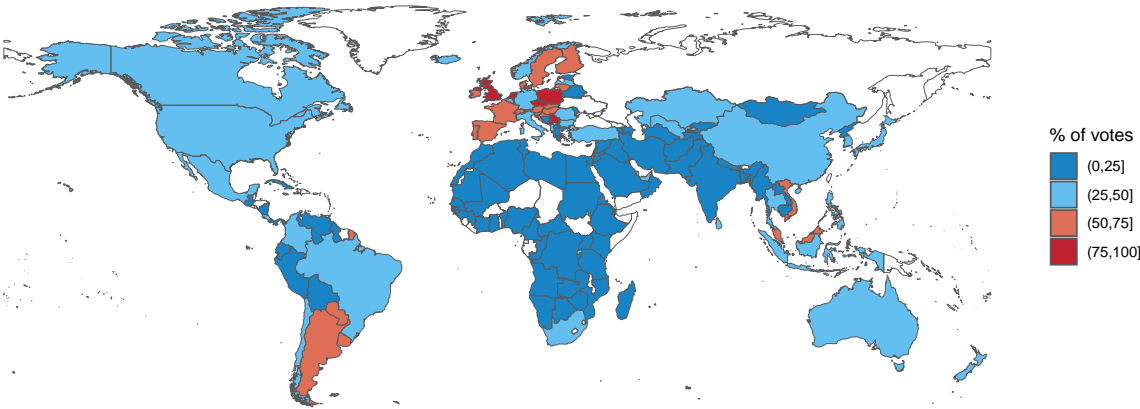 % of votes
(0,25]
(25,50]
(50,75]
(75,100]